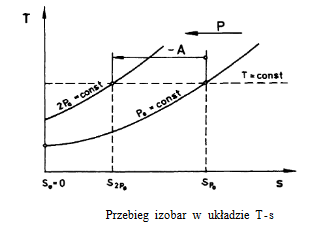 T
P
-A
T = const
2P₀ = const
P₀ = const
S₀=0
S₂P₀
SP₀
s
Przebieg izobar w układzie T-s